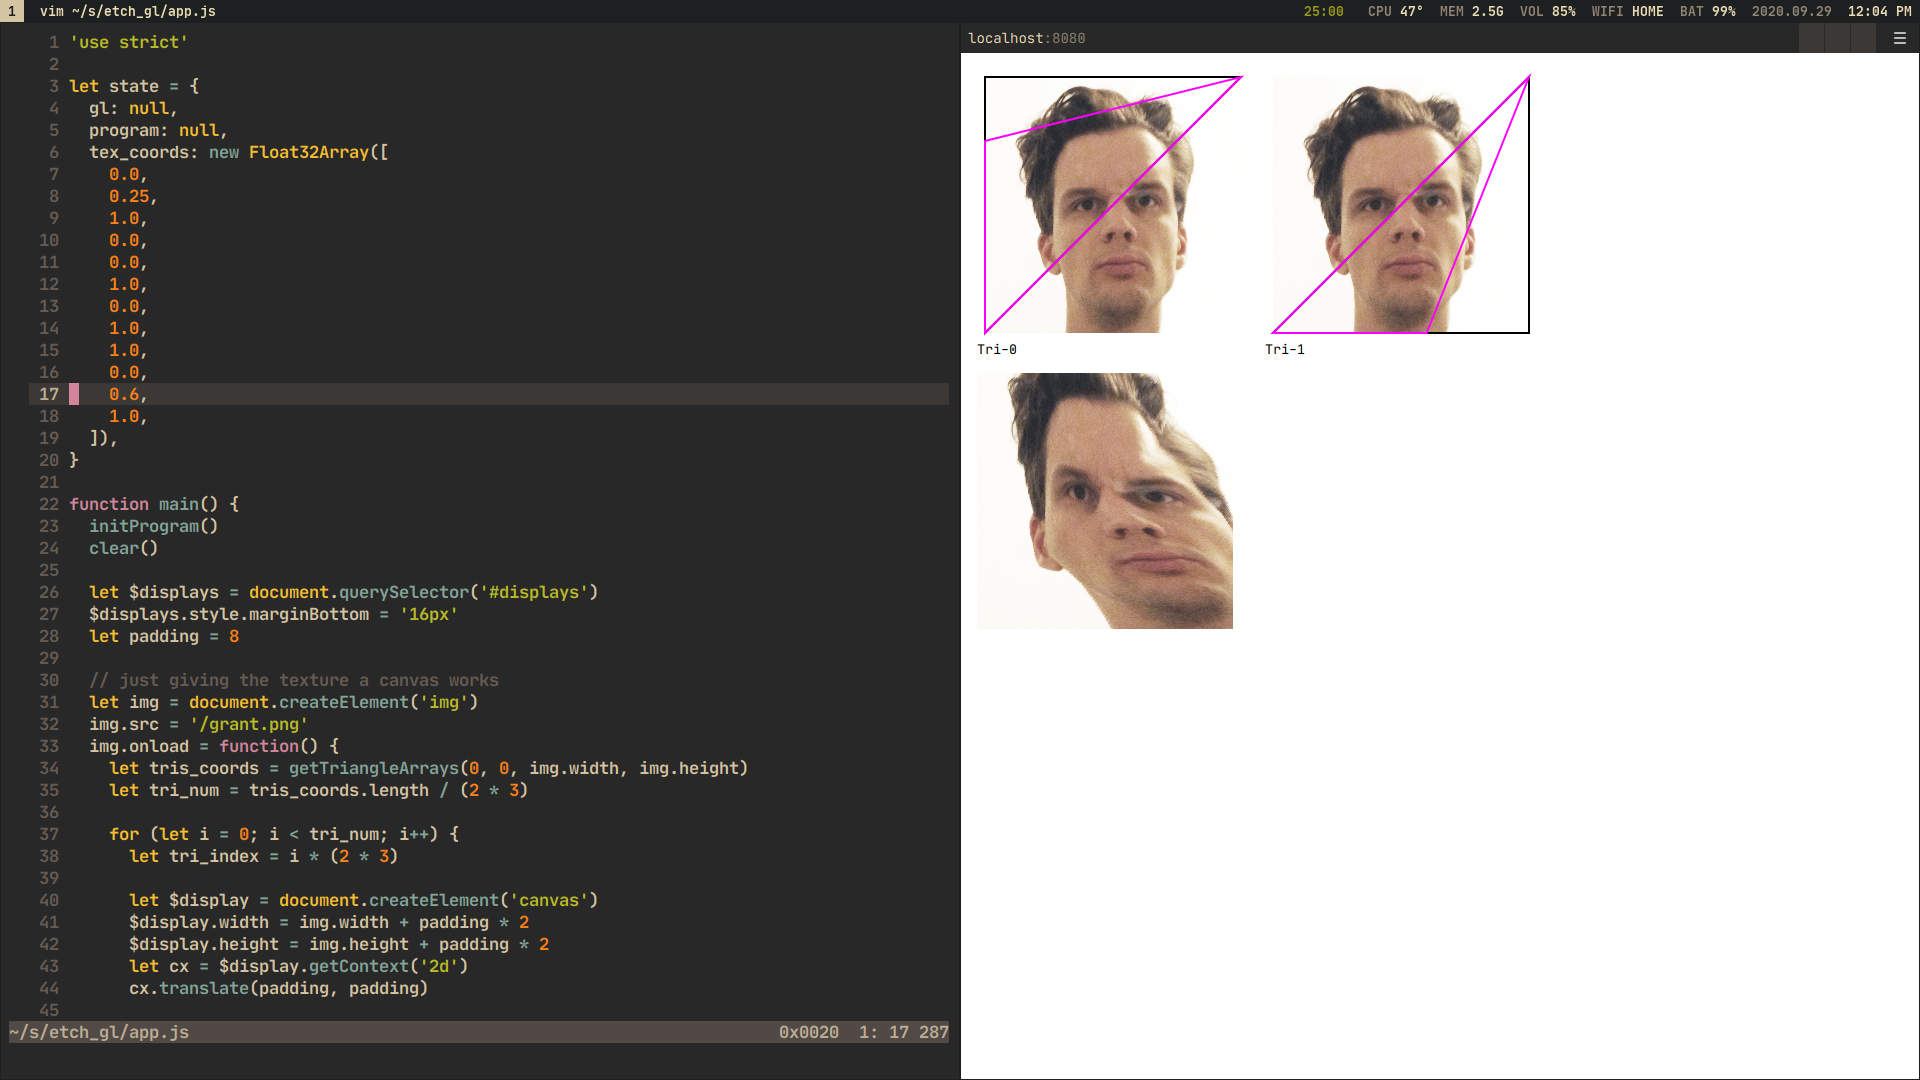 1 vim ~/s/etch_gl/app.js 25:00 CPU 47° MEM 2.5G VOL 85% WIFI HOME BAT 99% 2020.09.29 12:04 PM
localhost:8080
1 'use strict'
2
3 let state = {
4   gl: null,
5   program: null,
6   tex_coords: new Float32Array([
7     0.0,
8     0.25,
9     1.0,
10     0.0,
11     0.0,
12     1.0,
13     0.0,
14     1.0,
15     1.0,
16     0.0,
17     0.6,
18     1.0,
19   ]),
20 }
21
22 function main() {
23   initProgram()
24   clear()
25
26   let $displays = document.querySelector('#displays')
27   $displays.style.marginBottom = '16px'
28   let padding = 8
29
30   // just giving the texture a canvas works
31   let img = document.createElement('img')
32   img.src = '/grant.png'
33   img.onload = function() {
34     let tris_coords = getTriangleArrays(0, 0, img.width, img.height)
35     let tri_num = tris_coords.length / (2 * 3)
36
37     for (let i = 0; i < tri_num; i++) {
38       let tri_index = i * (2 * 3)
39
40       let $display = document.createElement('canvas')
41       $display.width = img.width + padding * 2
42       $display.height = img.height + padding * 2
43       let cx = $display.getContext('2d')
44       cx.translate(padding, padding)
45
~/s/etch_gl/app.js 0x0020 1: 17 287
Tri-0
Tri-1